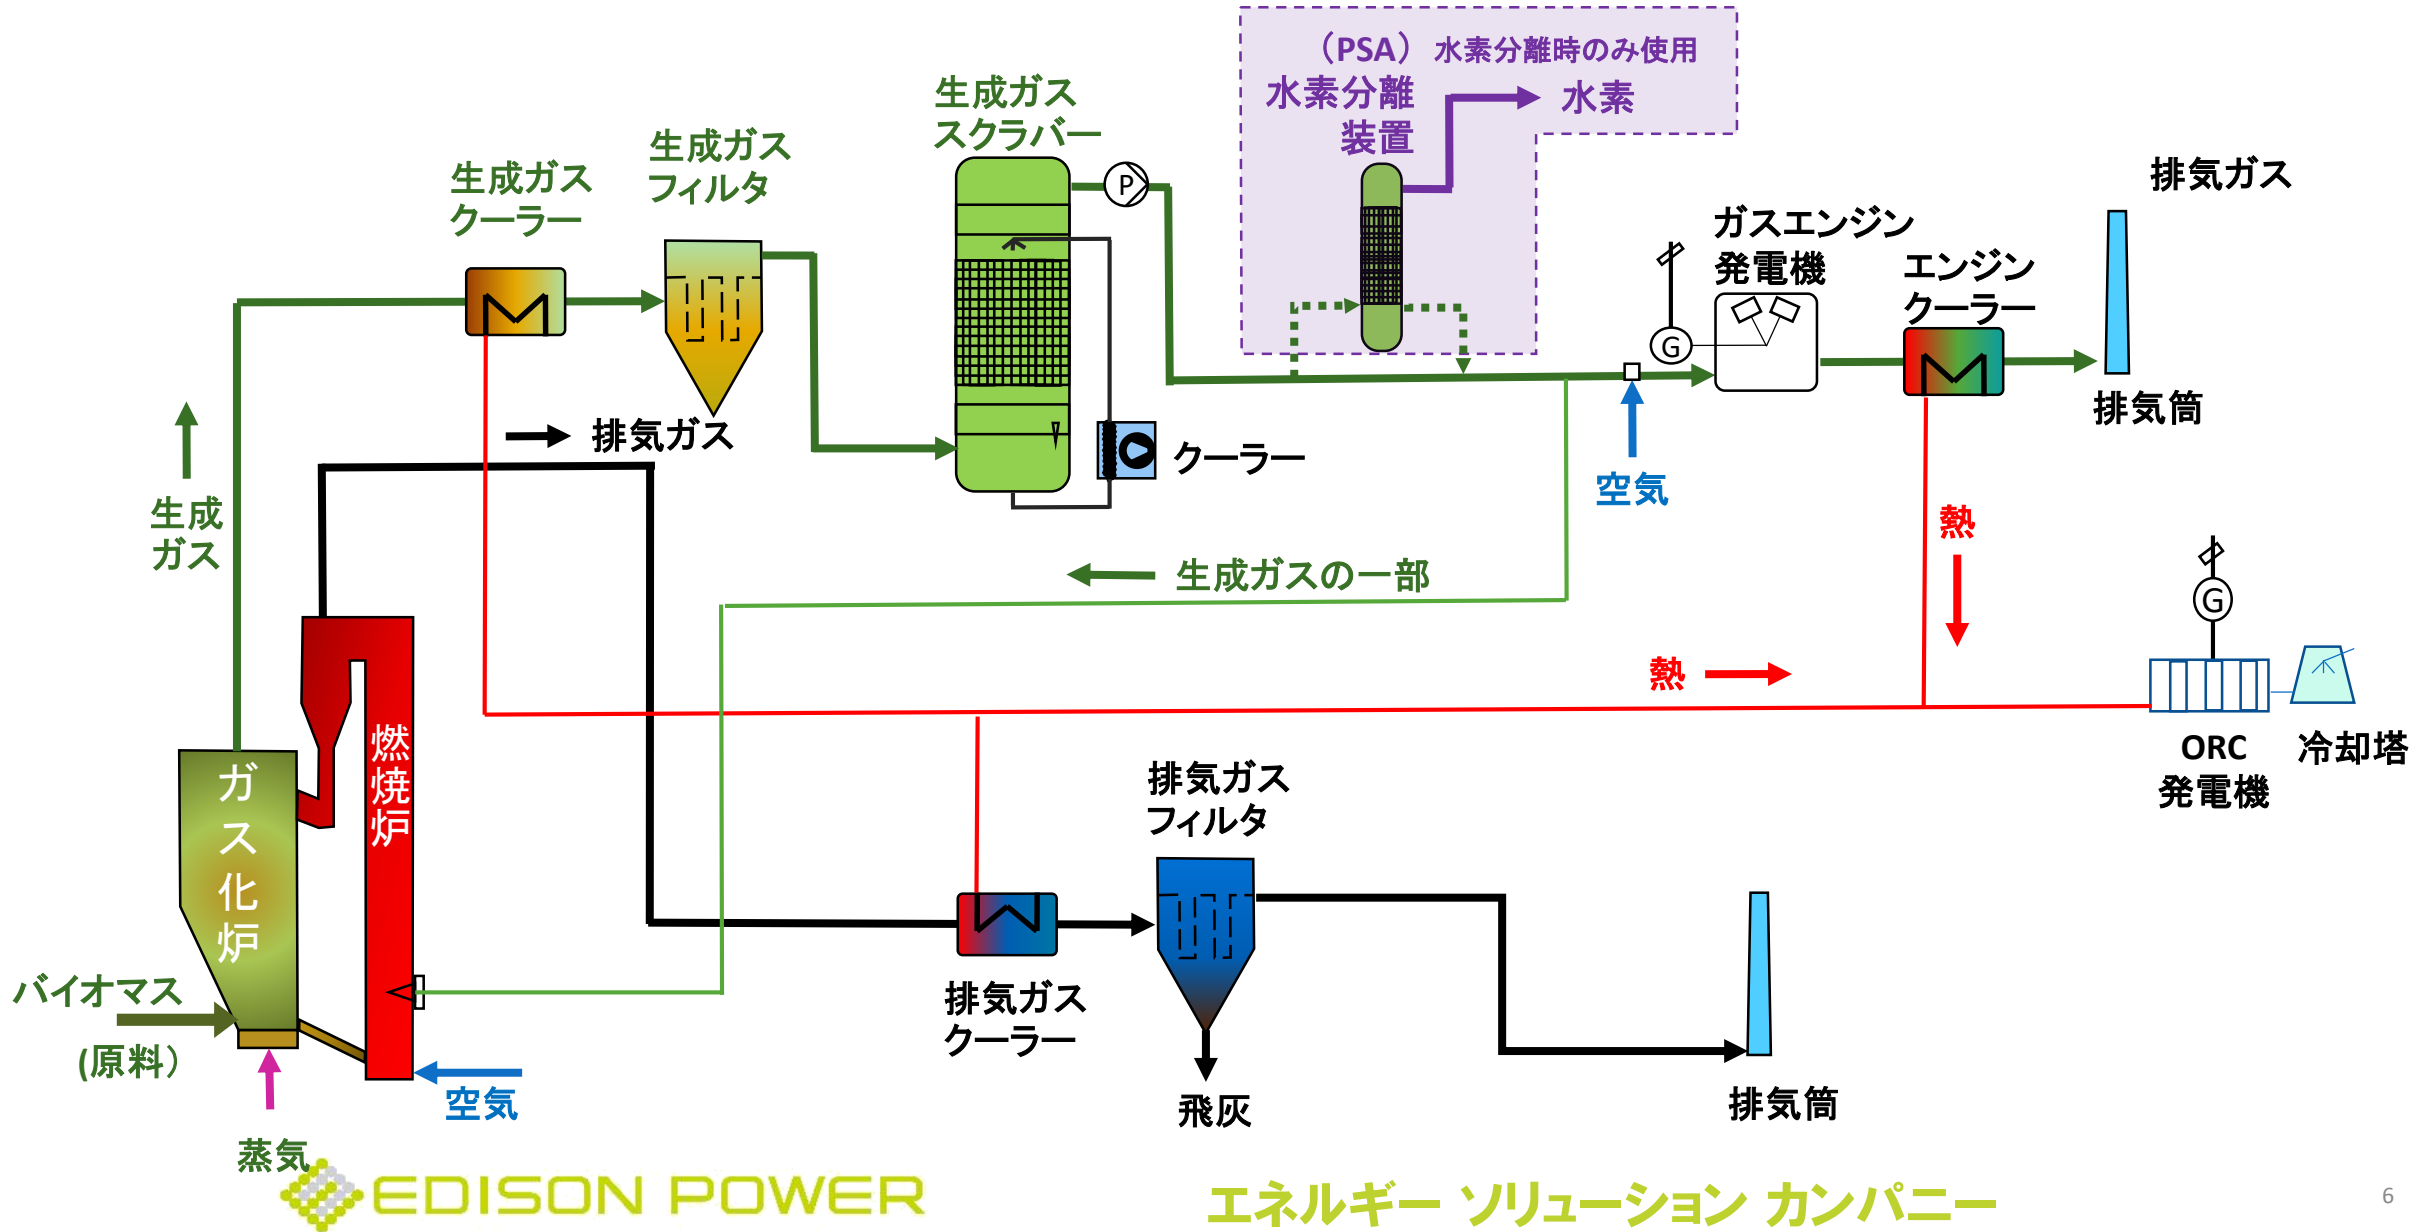 （PSA）水素分離時のみ使用
水素分離
装置
水素
生成ガス
スクラバー
生成ガス
フィルタ
生成ガス
クーラー
P
排気ガス
ガスエンジン
発電機
エンジン
クーラー
G
排気筒
排気ガス
クーラー
空気
生成
ガス
熱
生成ガスの一部
G
熱
燃焼炉
ガス化炉
ORC
発電機
冷却塔
排気ガス
フィルタ
バイオマス
(原料）
排気ガス
クーラー
空気
飛灰
排気筒
蒸気
EDISON POWER
エネルギー ソリューション カンパニー
6